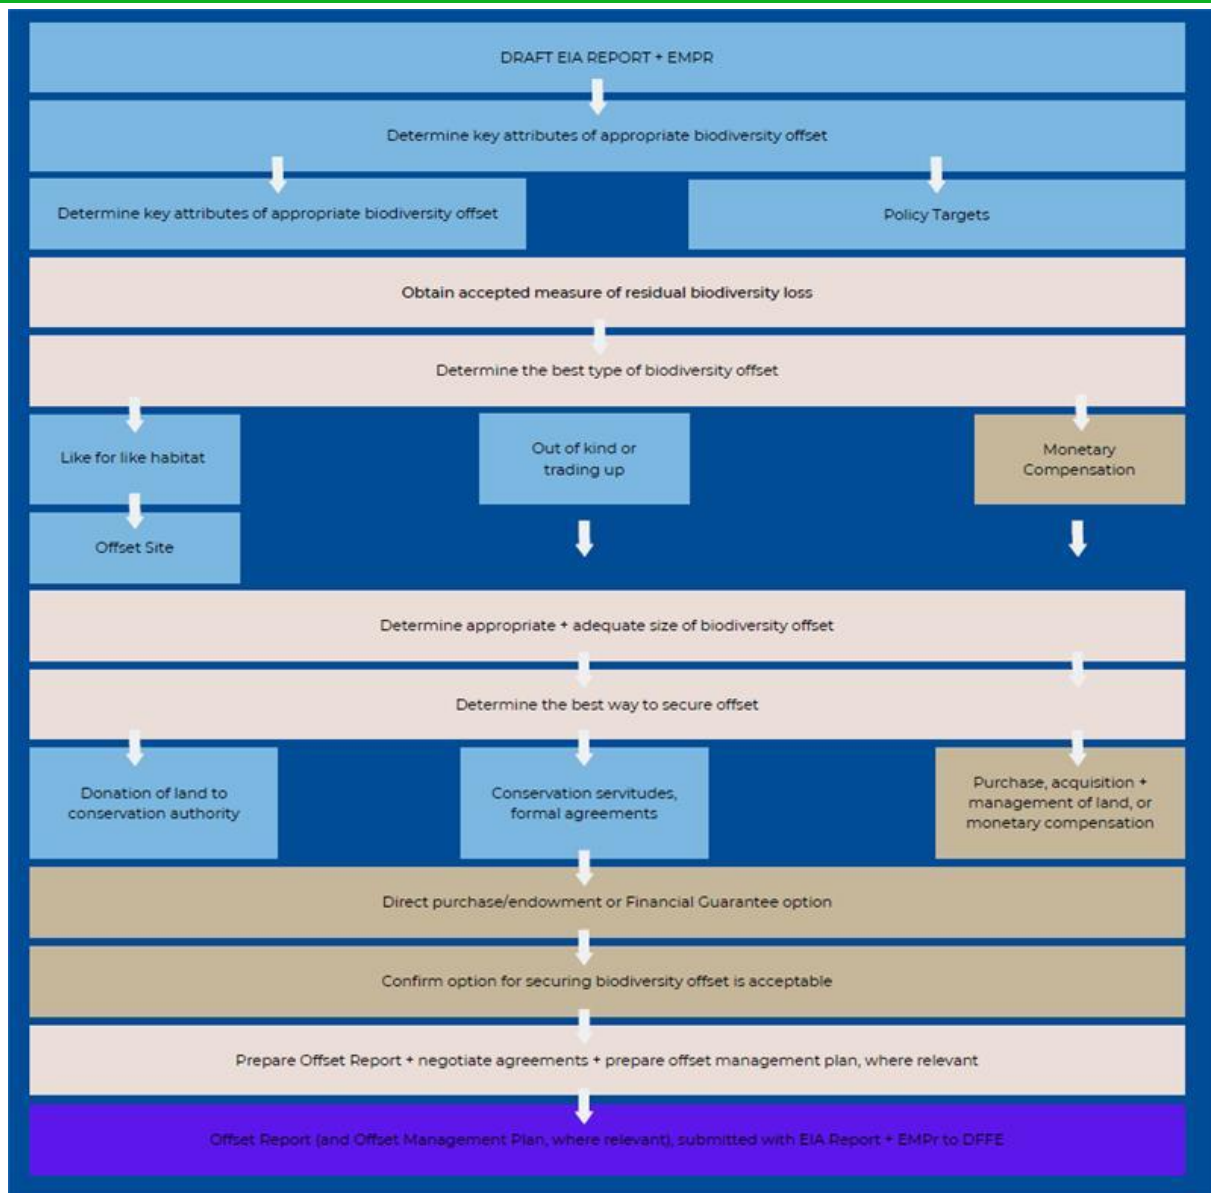 DRAFT EIA REPORT + EMPR
Determine key attributes of appropriate biodiversity offset
Determine key attributes of appropriate biodiversity offset
Policy Targets
Obtain accepted measure of residual biodiversity loss
Determine the best type of biodiversity offset
Like for like habitat
Out of kind or
trading up
Monetary
Compensation
Offset Site
Determine appropriate + adequate size of biodiversity offset
Determine the best way to secure offset
Donation of land to
conservation authority
Conservation servitudes,
formal agreements
Purchase, acquisition +
management of land, or
monetary compensation
Direct purchase/endowment or Financial Guarantee option
Confirm option for securing biodiversity offset is acceptable
Prepare Offset Report + negotiate agreements + prepare offset management plan, where relevant
Offset Report (and Offset Management Plan, where relevant), submitted with EIA Report + EMPr to DFFE